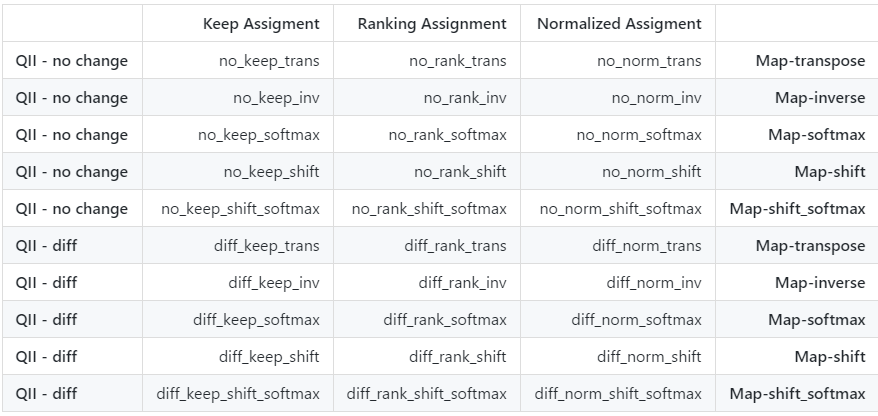 Keep Assigment Ranking Assignment Normalized Assigment
QII - no change no_keep_trans no_rank_trans no_norm_trans Map-transpose
QII - no change no_keep_inv no_rank_inv no_norm_inv Map-inverse
QII - no change no_keep_softmax no_rank_softmax no_norm_softmax Map-softmax
QII - no change no_keep_shift no_rank_shift no_norm_shift Map-shift
QII - no change no_keep_shift_softmax no_rank_shift_softmax no_norm_shift_softmax Map-shift_softmax
QII - diff diff_keep_trans diff_rank_trans diff_norm_trans Map-transpose
QII - diff diff_keep_inv diff_rank_inv diff_norm_inv Map-inverse
QII - diff diff_keep_softmax diff_rank_softmax diff_norm_softmax Map-softmax
QII - diff diff_keep_shift diff_rank_shift diff_norm_shift Map-shift
QII - diff diff_keep_shift_softmax diff_rank_shift_softmax diff_norm_shift_softmax Map-shift_softmax